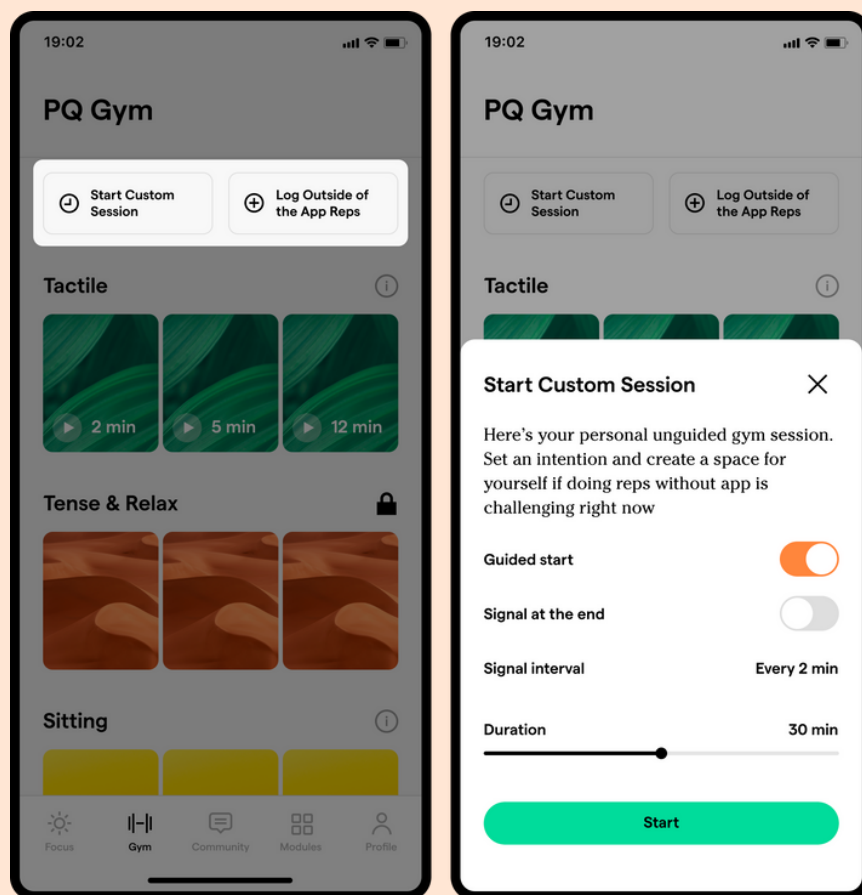 19:02
PQ Gym
Start Custom
Session
Log Outside of
the App Reps
Tactile
2 min
5 min
12 min
Tense & Relax
Sitting
Focus
Gym
Community
Modules
Profile
19:02
PQ Gym
Start Custom
Session
Log Outside of
the App Reps
Tactile
Start Custom Session
Here’s your personal unguided gym session.
Set an intention and create a space for
yourself if doing reps without app is
challenging right now
Guided start
Signal at the end
Signal interval
Every 2 min
Duration
30 min
Start